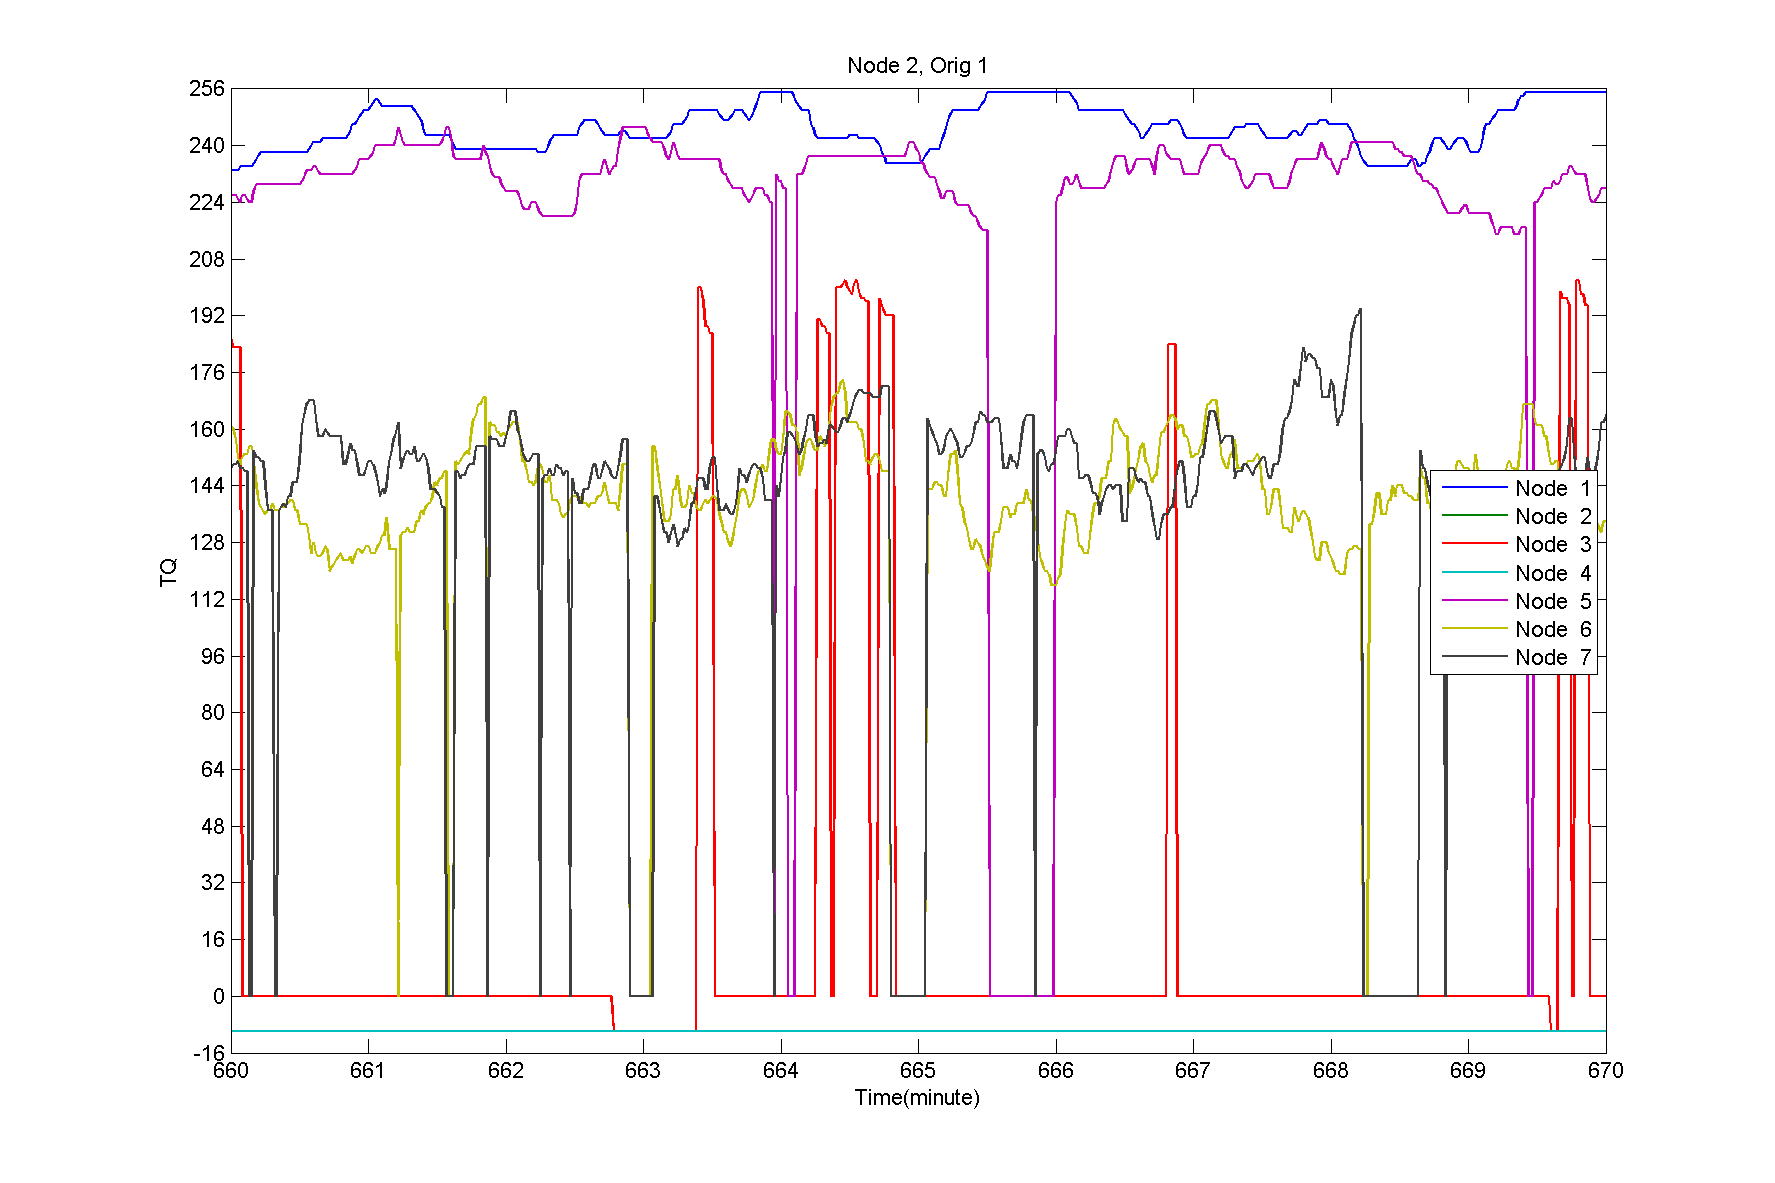 Node 2, Orig 1
256
240
224
208
192
176
160
144
128
112
96
80
64
48
32
16
0
-16
TQ
Node 1
Node 2
Node 3
Node 4
Node 5
Node 6
Node 7
660 661 662 663 664 665 666 667 668 669 670
Time(minute)